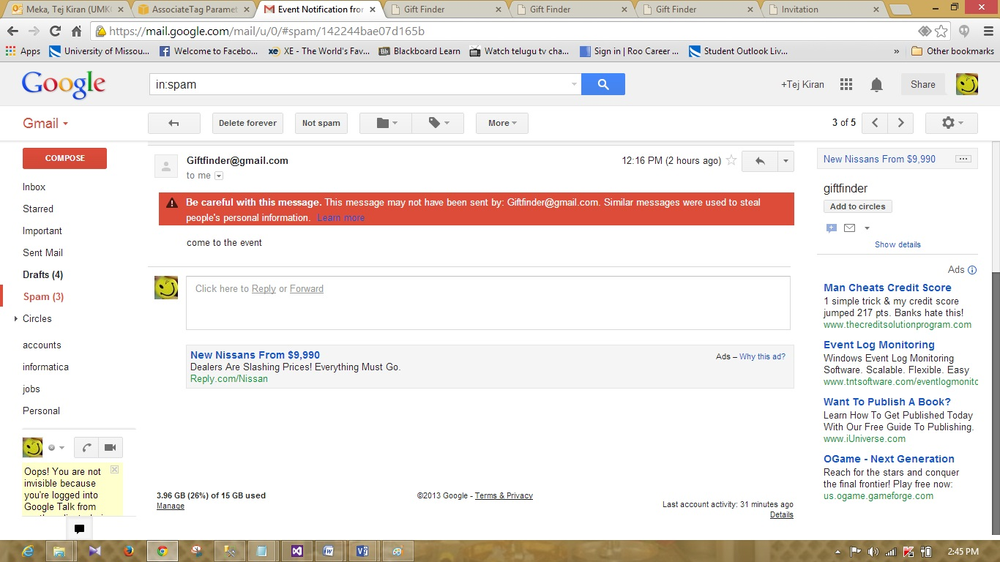 Meka, Tej Kiran (UMK
AssociateTag Paramet
Event Notification fron
Gift Finder
Gift Finder
Gift Finder
Invitation
https://mail.google.com/mail/u/0/#spam/142244bae07d165b
Apps
University of Missou...
Welcome to Facebo...
XE - The World's Fav...
Blackboard Learn
Watch telugu tv cha...
Sign in | Roo Career ...
Student Outlook Liv...
»
Other bookmarks
Google
in:spam
+Tej Kiran
Share
Gmail
Delete forever
Not spam
More
3 of 5
COMPOSE
Inbox
Starred
Important
Sent Mail
Drafts (4)
Spam (3)
Circles
accounts
informatica
jobs
Personal
Oops! You are not
invisible because
you're logged into
Google Talk from
Giftfinder@gmail.com
12:16 PM (2 hours ago)
to me
Be careful with this message. This message may not have been sent by: Giftfinder@gmail.com. Similar messages were used to steal
people's personal information. Learn more
come to the event
Click here to Reply or Forward
New Nissans From $9,990
Ads – Why this ad?
Dealers Are Slashing Prices! Everything Must Go.
Reply.com/Nissan
3.96 GB (26%) of 15 GB used
Manage
©2013 Google - Terms & Privacy
Last account activity: 31 minutes ago
Details
New Nissans From $9,990
giftfinder
Add to circles
Show details
Ads
Man Cheats Credit Score
1 simple trick & my credit score
jumped 217 pts. Banks hate this!
www.thecreditsolutionprogram.com
Event Log Monitoring
Windows Event Log Monitoring
Software. Scalable. Flexible. Easy
www.tntsoftware.com/eventlogmonitc
Want To Publish A Book?
Learn How To Get Published Today
With Our Free Guide To Publishing.
www.iUniverse.com
OGame - Next Generation
Reach for the stars and conquer
the final frontier! Play free now:
us.ogame.gameforge.com
2:45 PM